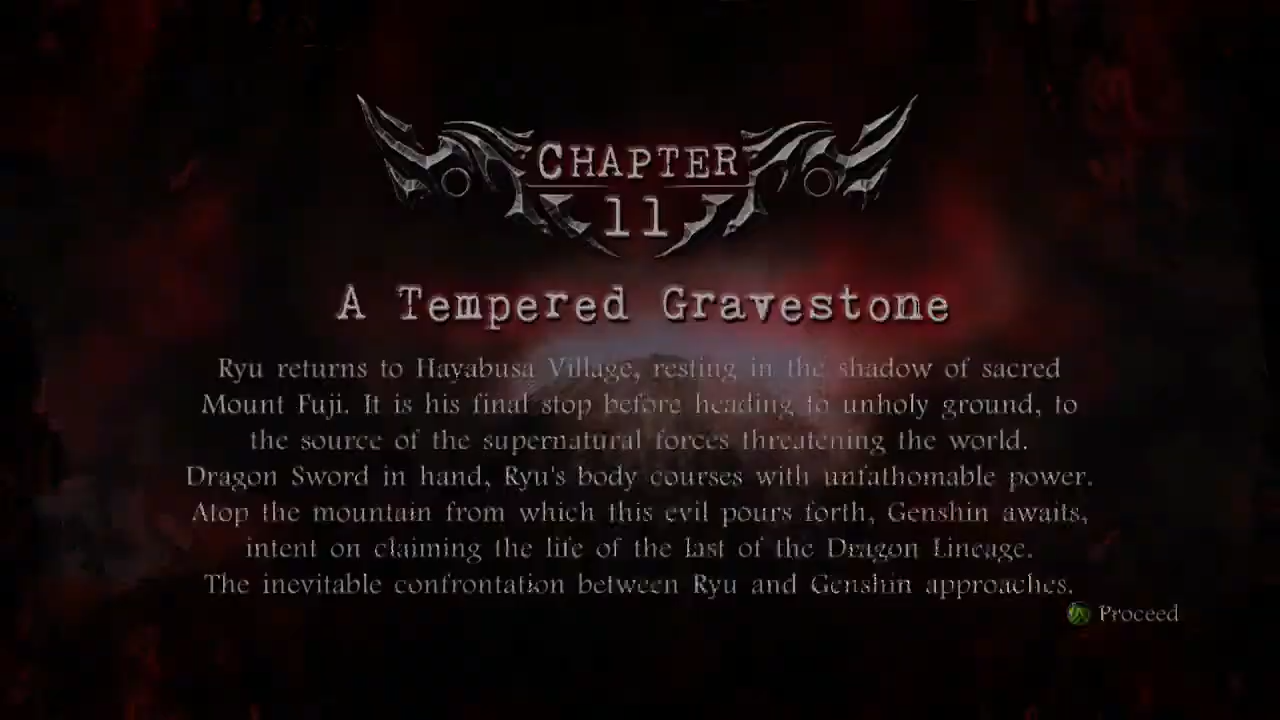 CHAPTER
11
A Tempered Gravestone
Ryu returns to Hayabusa Village, resting in the shadow of sacred
Mount Fuji. It is his final stop before heading to unholy ground, to
the source of the supernatural forces threatening the world.
Dragon Sword in hand, Ryu's body courses with unfathomable power.
Atop the mountain from which this evil pours forth, Genshin awaits,
intent on claiming the life of the last of the Dragon Lineage.
The inevitable confrontation between Ryu and Genshin approaches.
A Proceed